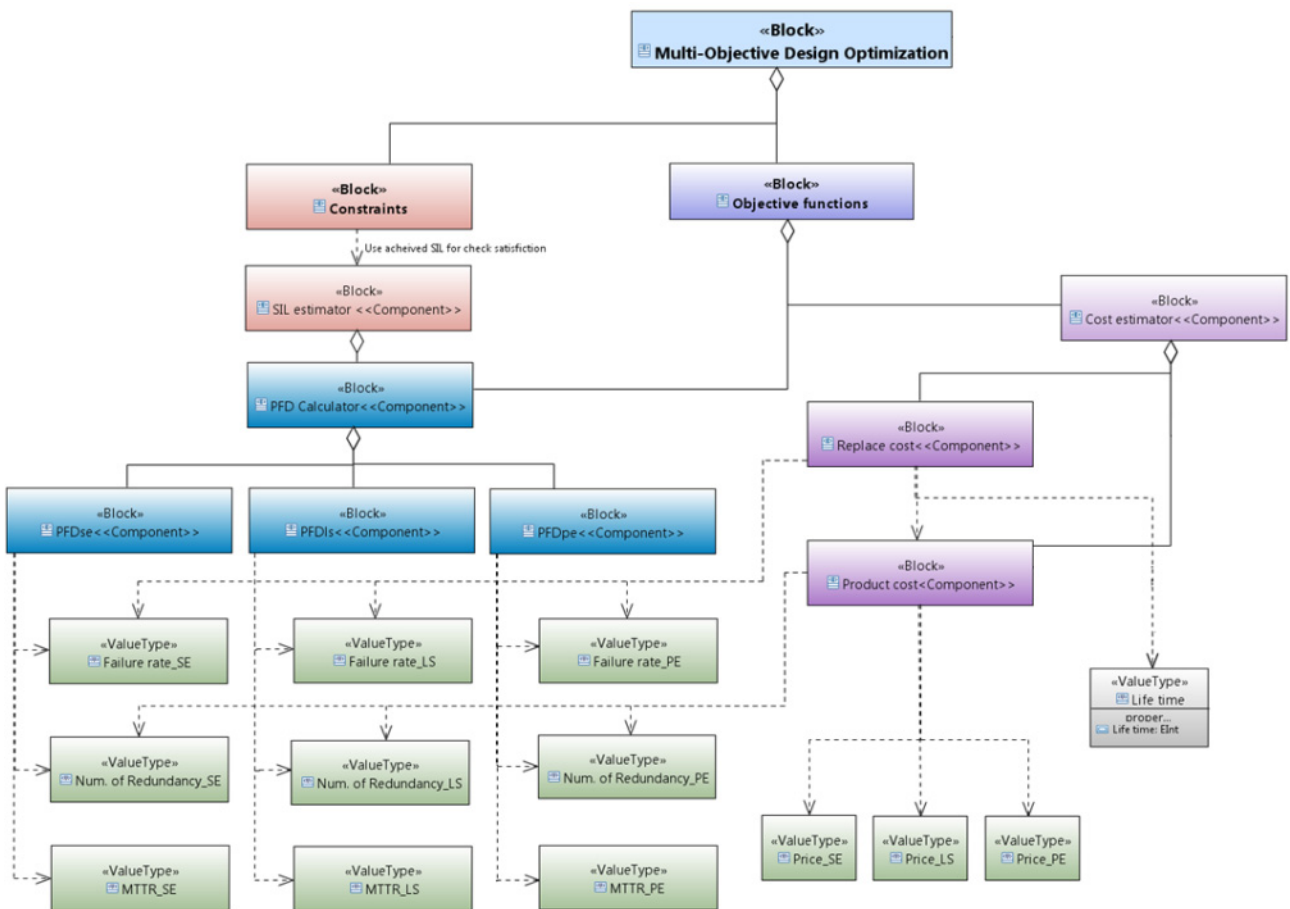 «Block»
Multi-Objective Design Optimization
«Block»
Constraints
«Block»
Objective functions
Use acheived SIL for check satisfiction
«Block»
SIL estimator <<Component>>
«Block»
Cost estimator<<Component>>
«Block»
PFD Calculator<<Component>>
«Block»
Replace cost<<Component>>
«Block»
PFDse<<Component>>
«Block»
PFDls<<Component>>
«Block»
PFDpe<<Component>>
«Block»
Product cost<Component>>
«ValueType»
Failure rate_SE
«ValueType»
Failure rate_LS
«ValueType»
Failure rate_PE
«ValueType»
Life time
proper...
Life time: EInt
«ValueType»
Num. of Redundancy_SE
«ValueType»
Num. of Redundancy_LS
«ValueType»
Num. of Redundancy_PE
«ValueType»
Price_SE
«ValueType»
Price_LS
«ValueType»
Price_PE
«ValueType»
MTTR_SE
«ValueType»
MTTR_LS
«ValueType»
MTTR_PE